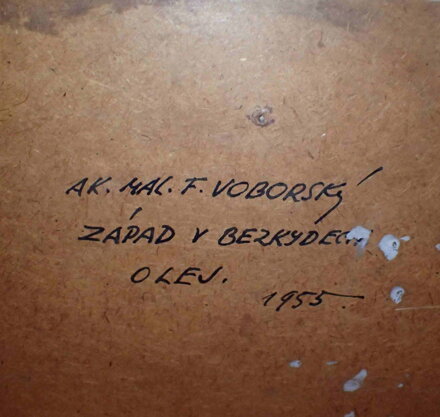 AK. MAL. F. VOBORSKÝ
ZÁPAD V BEZKYDECH
OLEJ.
1955.